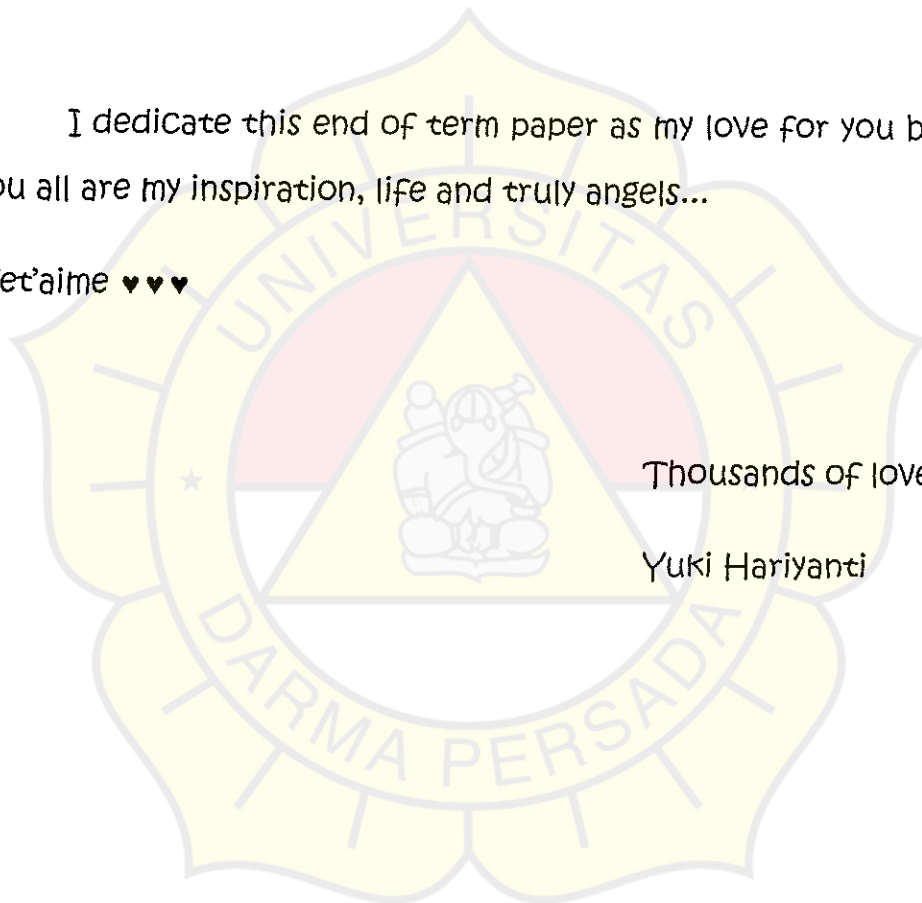 I dedicate this end of term paper as my love for you b
ou all are my inspiration, life and truly angels...
et'aime ♥♥♥
UNIVERSITAS
Thousands of love
Yuki Hariyanti
DARMA PERSADA